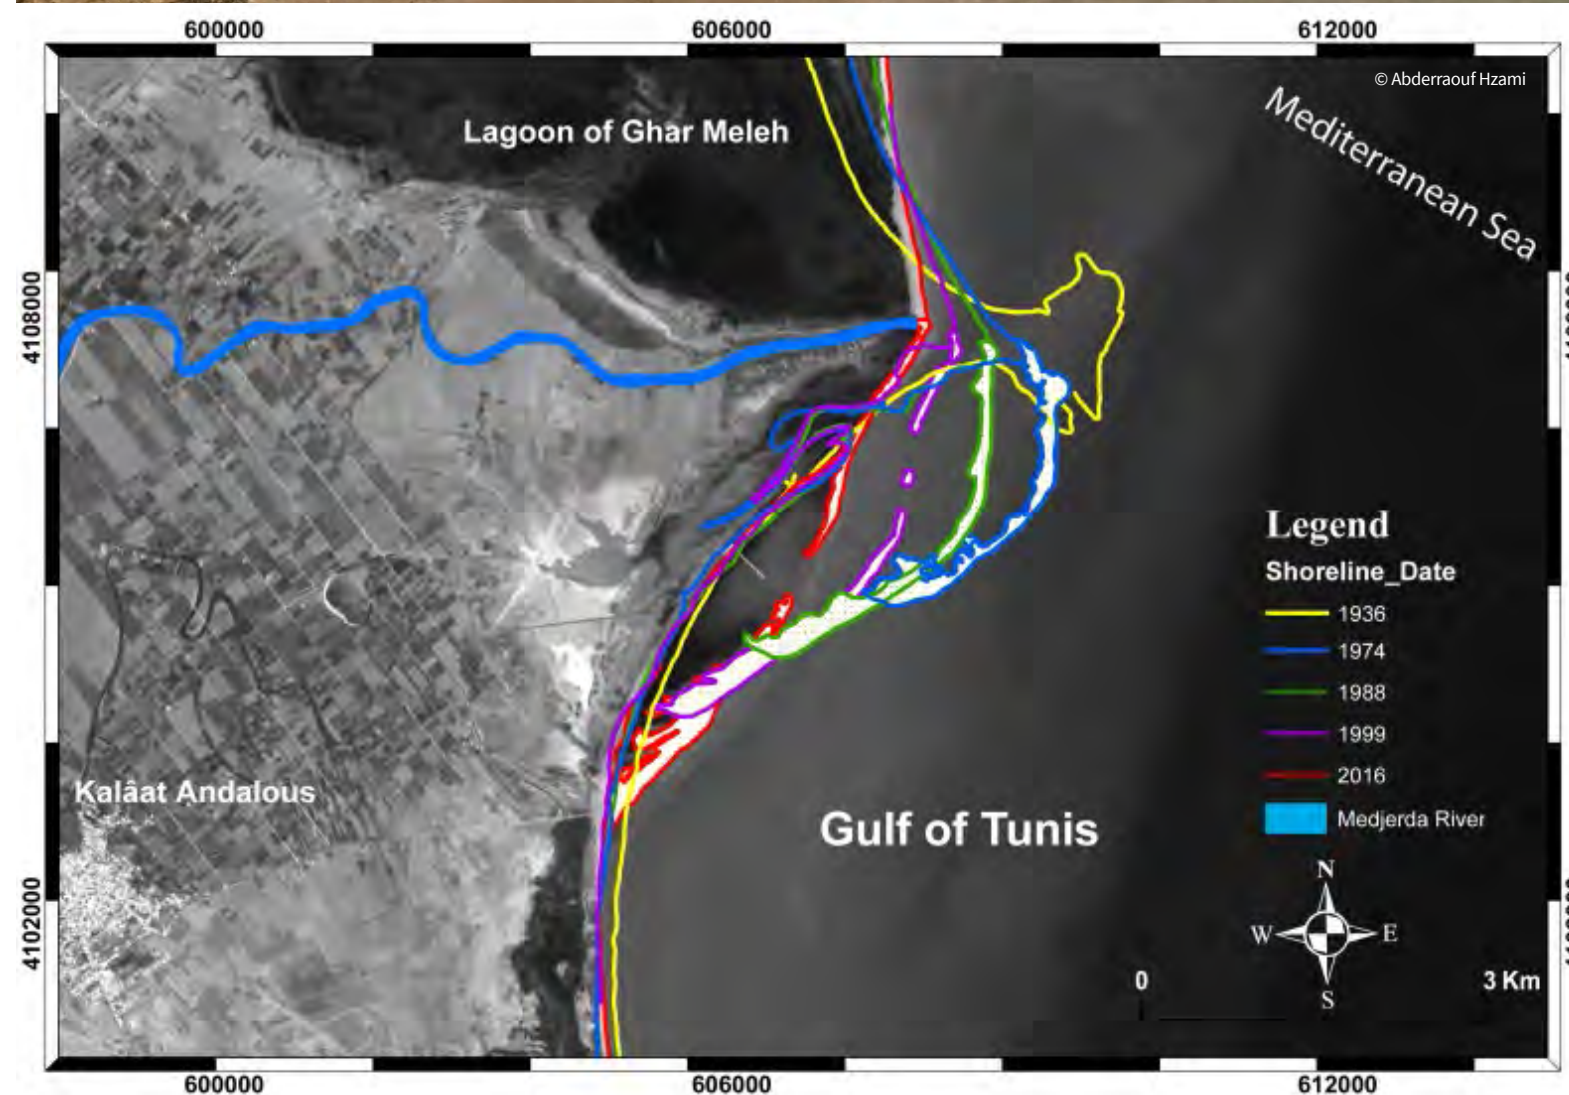 600000 606000 612000
© Abderraouf Hzami
Mediterranean Sea
Lagoon of Ghar Meleh
4108000
Legend
Shoreline_Date
1936
1974
1988
1999
2016
Medjerda River
Kalâat Andalous
Gulf of Tunis
N
W E
S
4102000
0 3 Km
600000 606000 612000